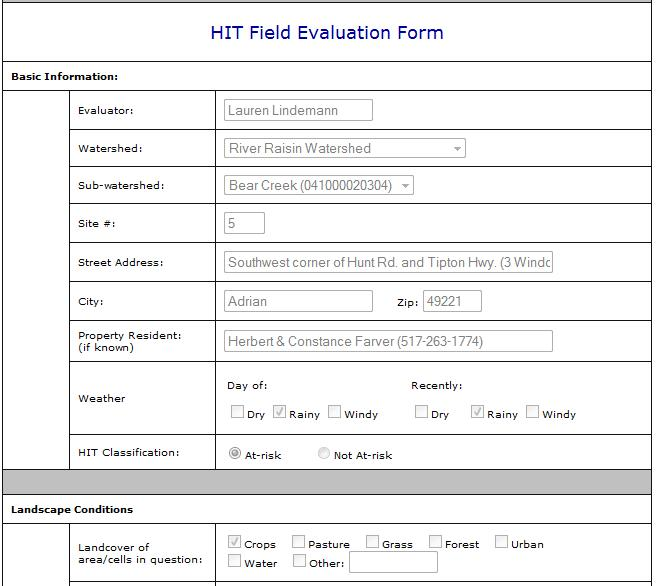 HIT Field Evaluation Form
Basic Information:
Evaluator: Lauren Lindemann
Watershed: River Raisin Watershed
Sub-watershed: Bear Creek (041000020304)
Site #: 5
Street Address: Southwest corner of Hunt Rd. and Tipton Hwy. (3 Windo
City: Adrian Zip: 49221
Property Resident: Herbert & Constance Farver (517-263-1774)
(if known)
Day of: Recently:
Weather
Dry Rainy Windy Dry Rainy Windy
HIT Classification: At-risk Not At-risk
Landscape Conditions
Landcover of Crops Pasture Grass Forest Urban
area/cells in question: Water Other: